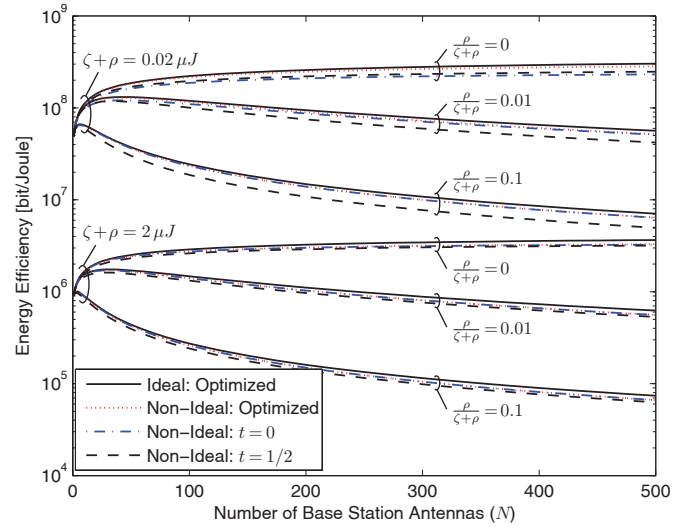 10^9
10^8
10^7
10^6
10^5
10^4
Energy Efficiency [bit/Joule]
ζ+ρ = 0.02 μJ
ρ/(ζ+ρ) = 0
ρ/(ζ+ρ) = 0.01
ρ/(ζ+ρ) = 0.1
ζ+ρ = 2 μJ
ρ/(ζ+ρ) = 0
ρ/(ζ+ρ) = 0.01
ρ/(ζ+ρ) = 0.1
Ideal: Optimized
Non−Ideal: Optimized
Non−Ideal: t = 0
Non−Ideal: t = 1/2
0 100 200 300 400 500
Number of Base Station Antennas (N)